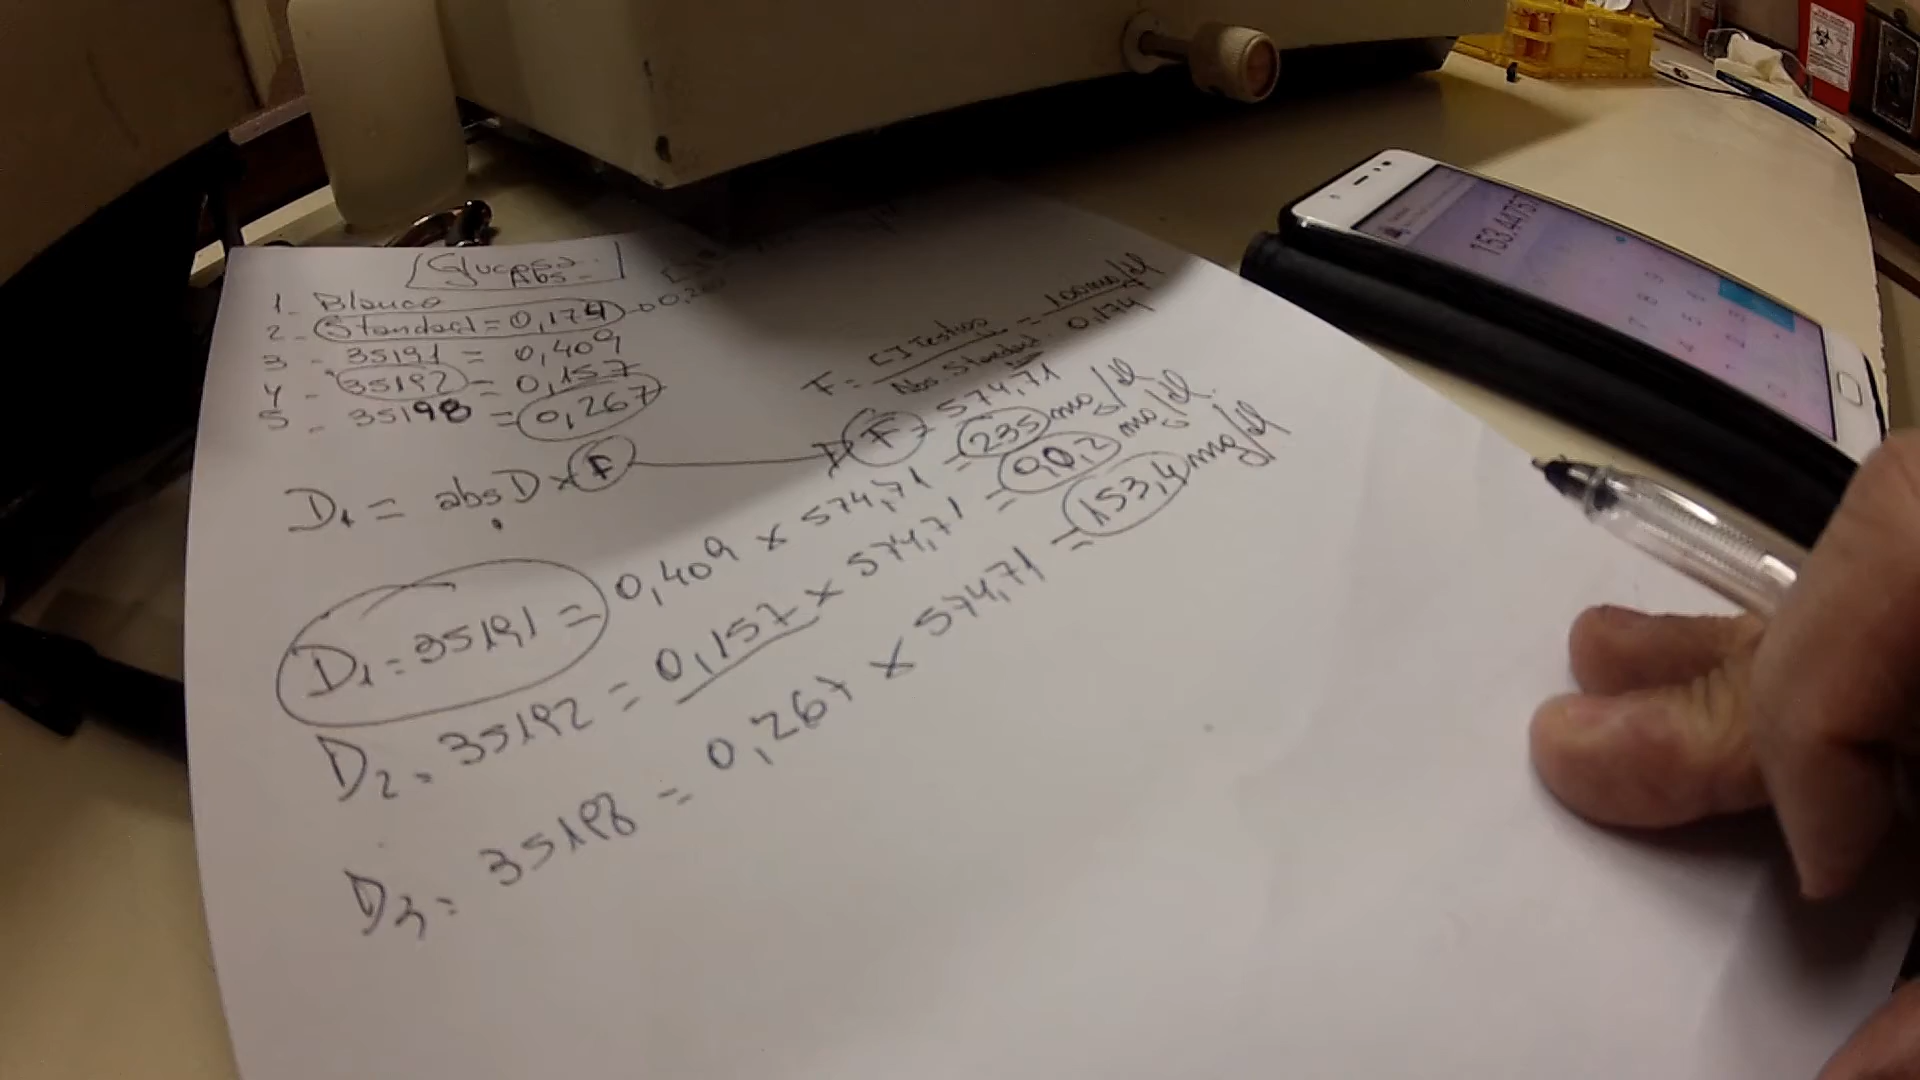 Glucosa
Abs
1_ Blanco
2_ Standard = 0,174
3 - 35191 = 0,409
4 - 35192 = 0,157
5 - 35198 = 0,267
F = [] Testigo / Abs. Standard = 100 mg/dl / 0,174
D1 = abs D x F
F = 574,71
D1 = 35191 = 0,409 x 574,71 = 235 mg/dl
D2 = 35192 = 0,157 x 574,71 = 90,2 mg/dl
D3 = 35198 = 0,267 x 574,71 = 153,4 mg/dl